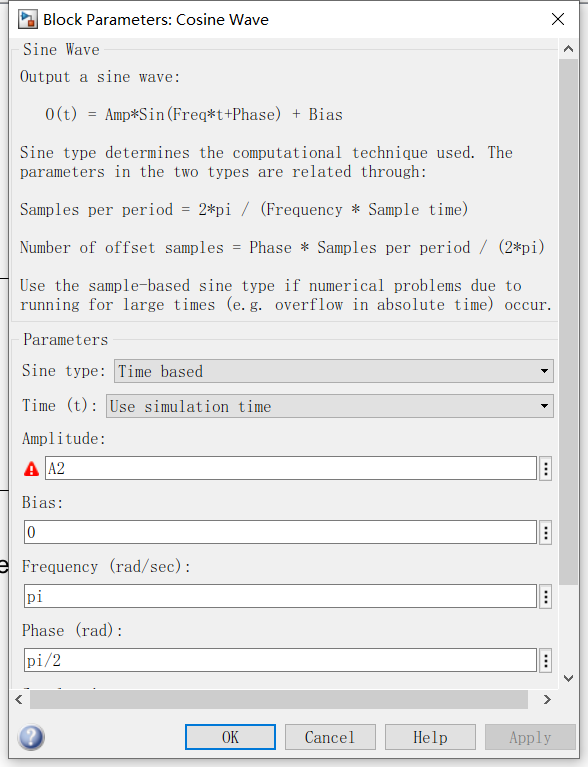 Block Parameters: Cosine Wave
Sine Wave
Output a sine wave:
O(t) = Amp*Sin(Freq*t+Phase) + Bias
Sine type determines the computational technique used. The
parameters in the two types are related through:
Samples per period = 2*pi / (Frequency * Sample time)
Number of offset samples = Phase * Samples per period / (2*pi)
Use the sample-based sine type if numerical problems due to
running for large times (e.g. overflow in absolute time) occur.
Parameters
Sine type: Time based
Time (t): Use simulation time
Amplitude:
A2
Bias:
0
Frequency (rad/sec):
pi
Phase (rad):
pi/2
OK Cancel Help Apply